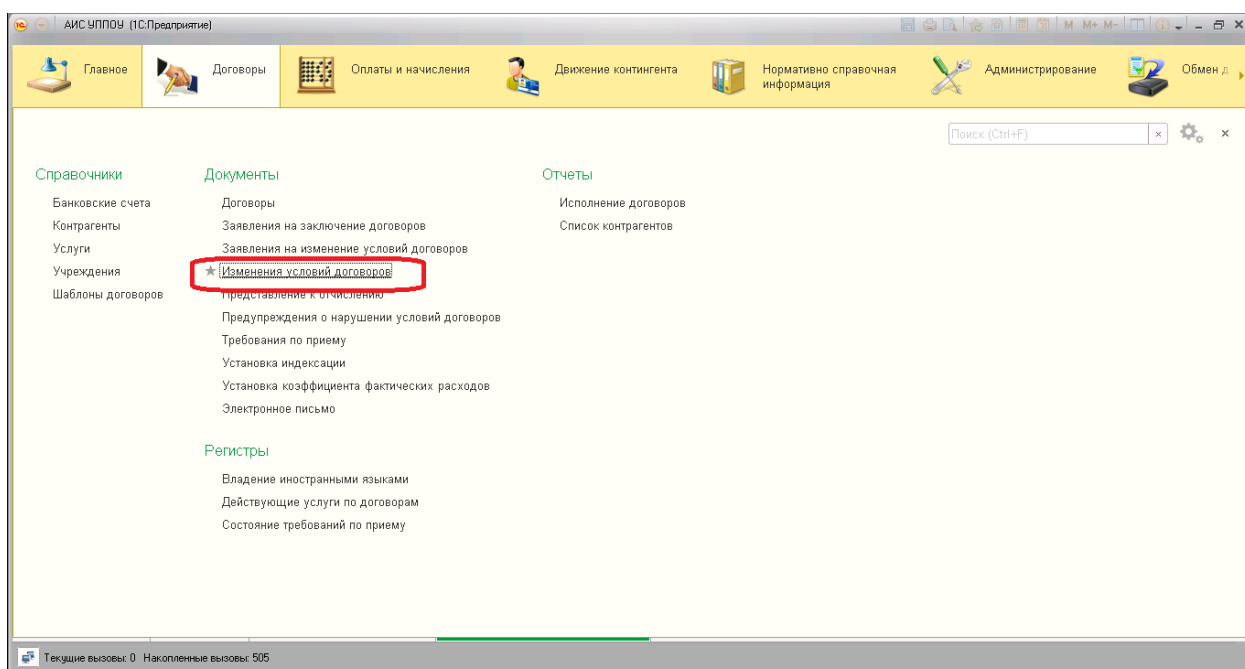 АИС УППОУ (1С:Предприятие)
M M+ M-
Главное
Договоры
Оплаты и начисления
Движение контингента
Нормативно справочная
информация
Администрирование
Обмен д
Поиск (Ctrl+F)
Справочники
Банковские счета
Контрагенты
Услуги
Учреждения
Шаблоны договоров
Документы
Договоры
Заявления на заключение договоров
Заявления на изменение условий договоров
Изменения условий договоров
Представление к отчислению
Предупреждения о нарушении условий договоров
Требования по приему
Установка индексации
Установка коэффициента фактических расходов
Электронное письмо
Регистры
Владение иностранными языками
Действующие услуги по договорам
Состояние требований по приему
Отчеты
Исполнение договоров
Список контрагентов
Текущие вызовы: 0 Накопленные вызовы: 505